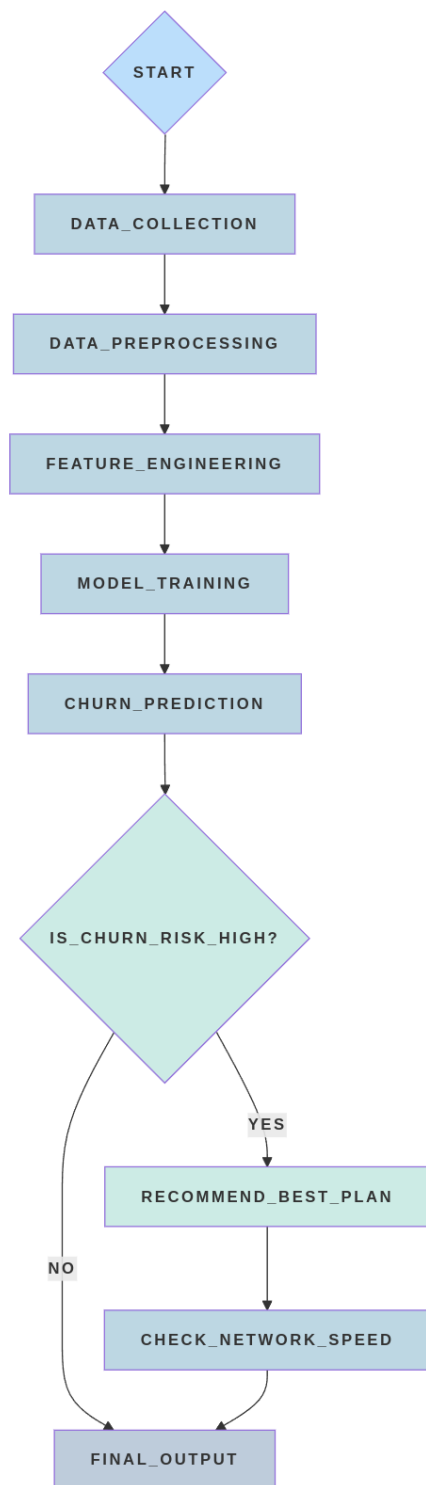 START
DATA_COLLECTION
DATA_PREPROCESSING
FEATURE_ENGINEERING
MODEL_TRAINING
CHURN_PREDICTION
IS_CHURN_RISK_HIGH?
YES
RECOMMEND_BEST_PLAN
NO
CHECK_NETWORK_SPEED
FINAL_OUTPUT